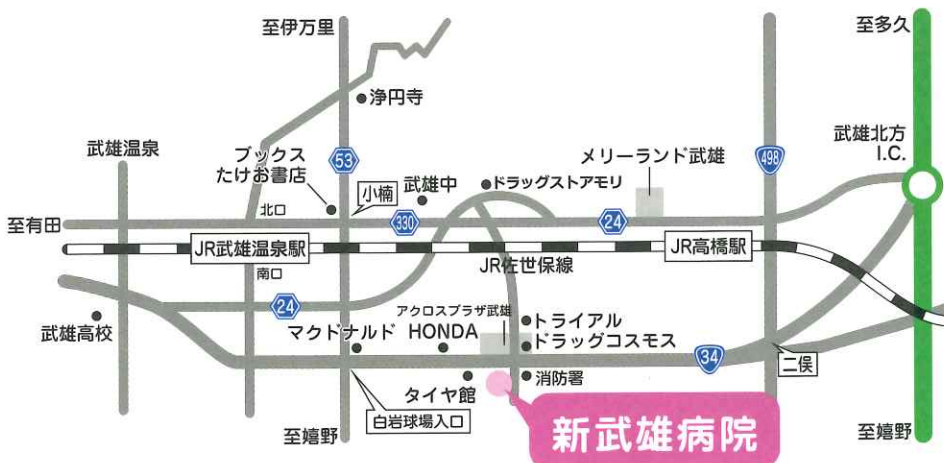 至伊万里
至多久
浄円寺
武雄温泉
ブックス
たけお書店
53
小楠
武雄中
ドラッグストアモリ
メリーランド武雄
498
武雄北方
I.C.
至有田
北口
330
24
JR武雄温泉駅
JR佐世保線
JR高橋駅
南口
24
武雄高校
マクドナルド
HONDA
アクロスプラザ武雄
トライアル
ドラッグコスモス
34
二俣
タイヤ館
消防署
白岩球場入口
新武雄病院
至嬉野
至嬉野